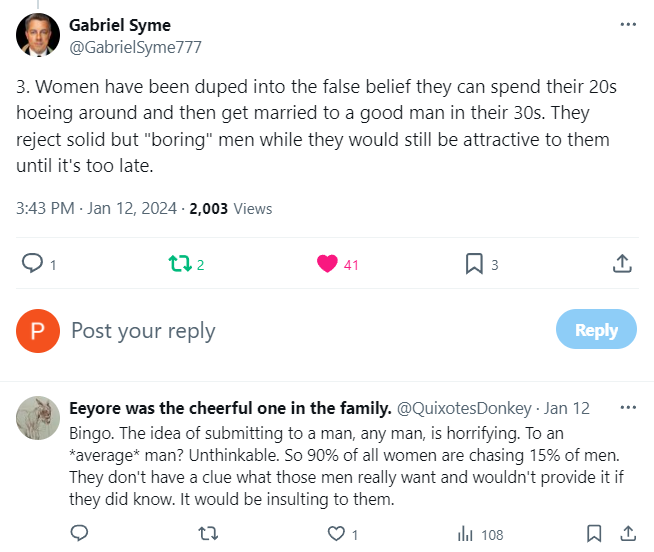 Gabriel Syme
@GabrielSyme777
3. Women have been duped into the false belief they can spend their 20s
hoeing around and then get married to a good man in their 30s. They
reject solid but "boring" men while they would still be attractive to them
until it's too late.
3:43 PM · Jan 12, 2024 · 2,003 Views
1 2 41 3
P Post your reply Reply
Eeyore was the cheerful one in the family. @QuixotesDonkey · Jan 12
Bingo. The idea of submitting to a man, any man, is horrifying. To an
*average* man? Unthinkable. So 90% of all women are chasing 15% of men.
They don't have a clue what those men really want and wouldn't provide it if
they did know. It would be insulting to them.
1 108